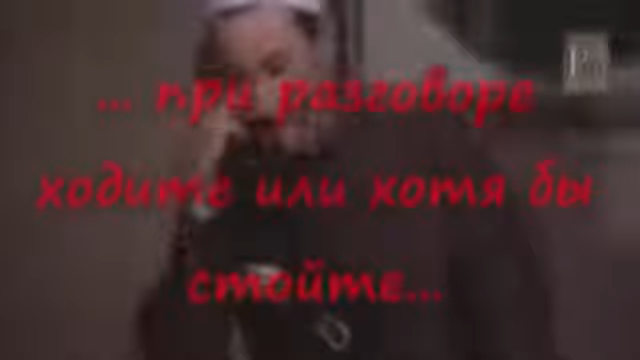 ... при разговоре
ходите или хотя бы
стойте...